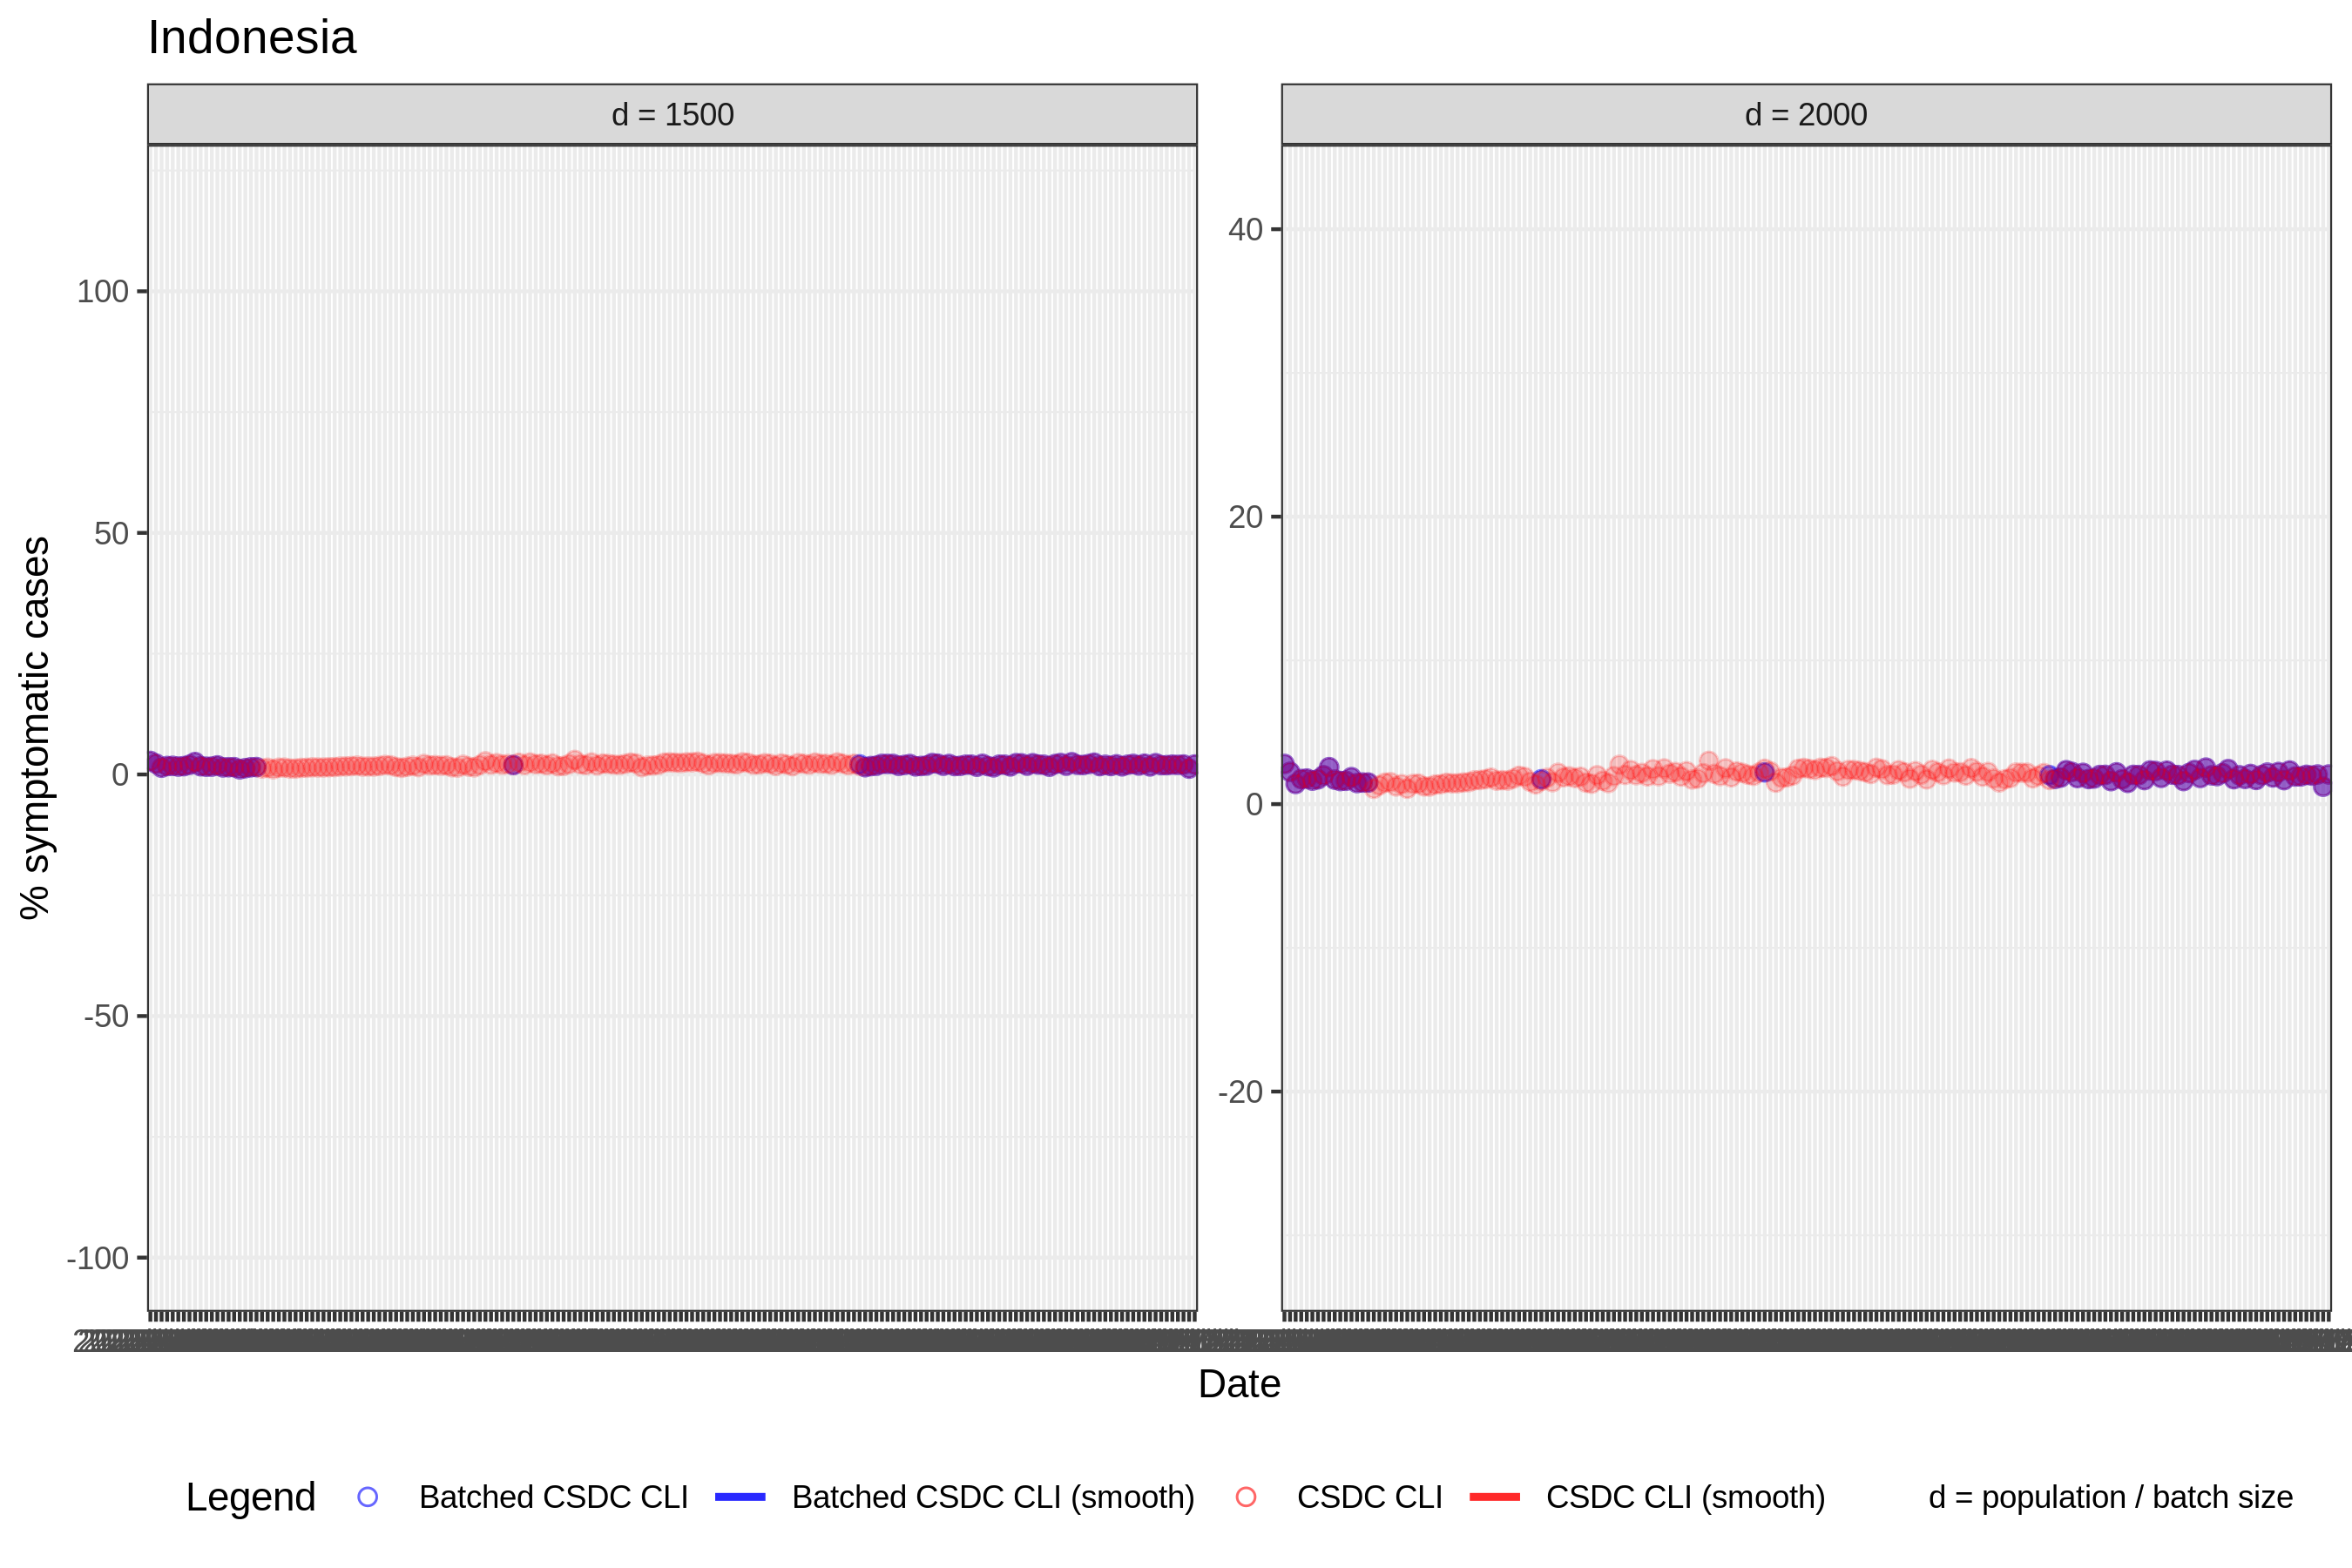 Indonesia
d = 1500
d = 2000
% symptomatic cases
100
50
0
-50
-100
40
20
0
-20
Date
Legend
Batched CSDC CLI
Batched CSDC CLI (smooth)
CSDC CLI
CSDC CLI (smooth)
d = population / batch size